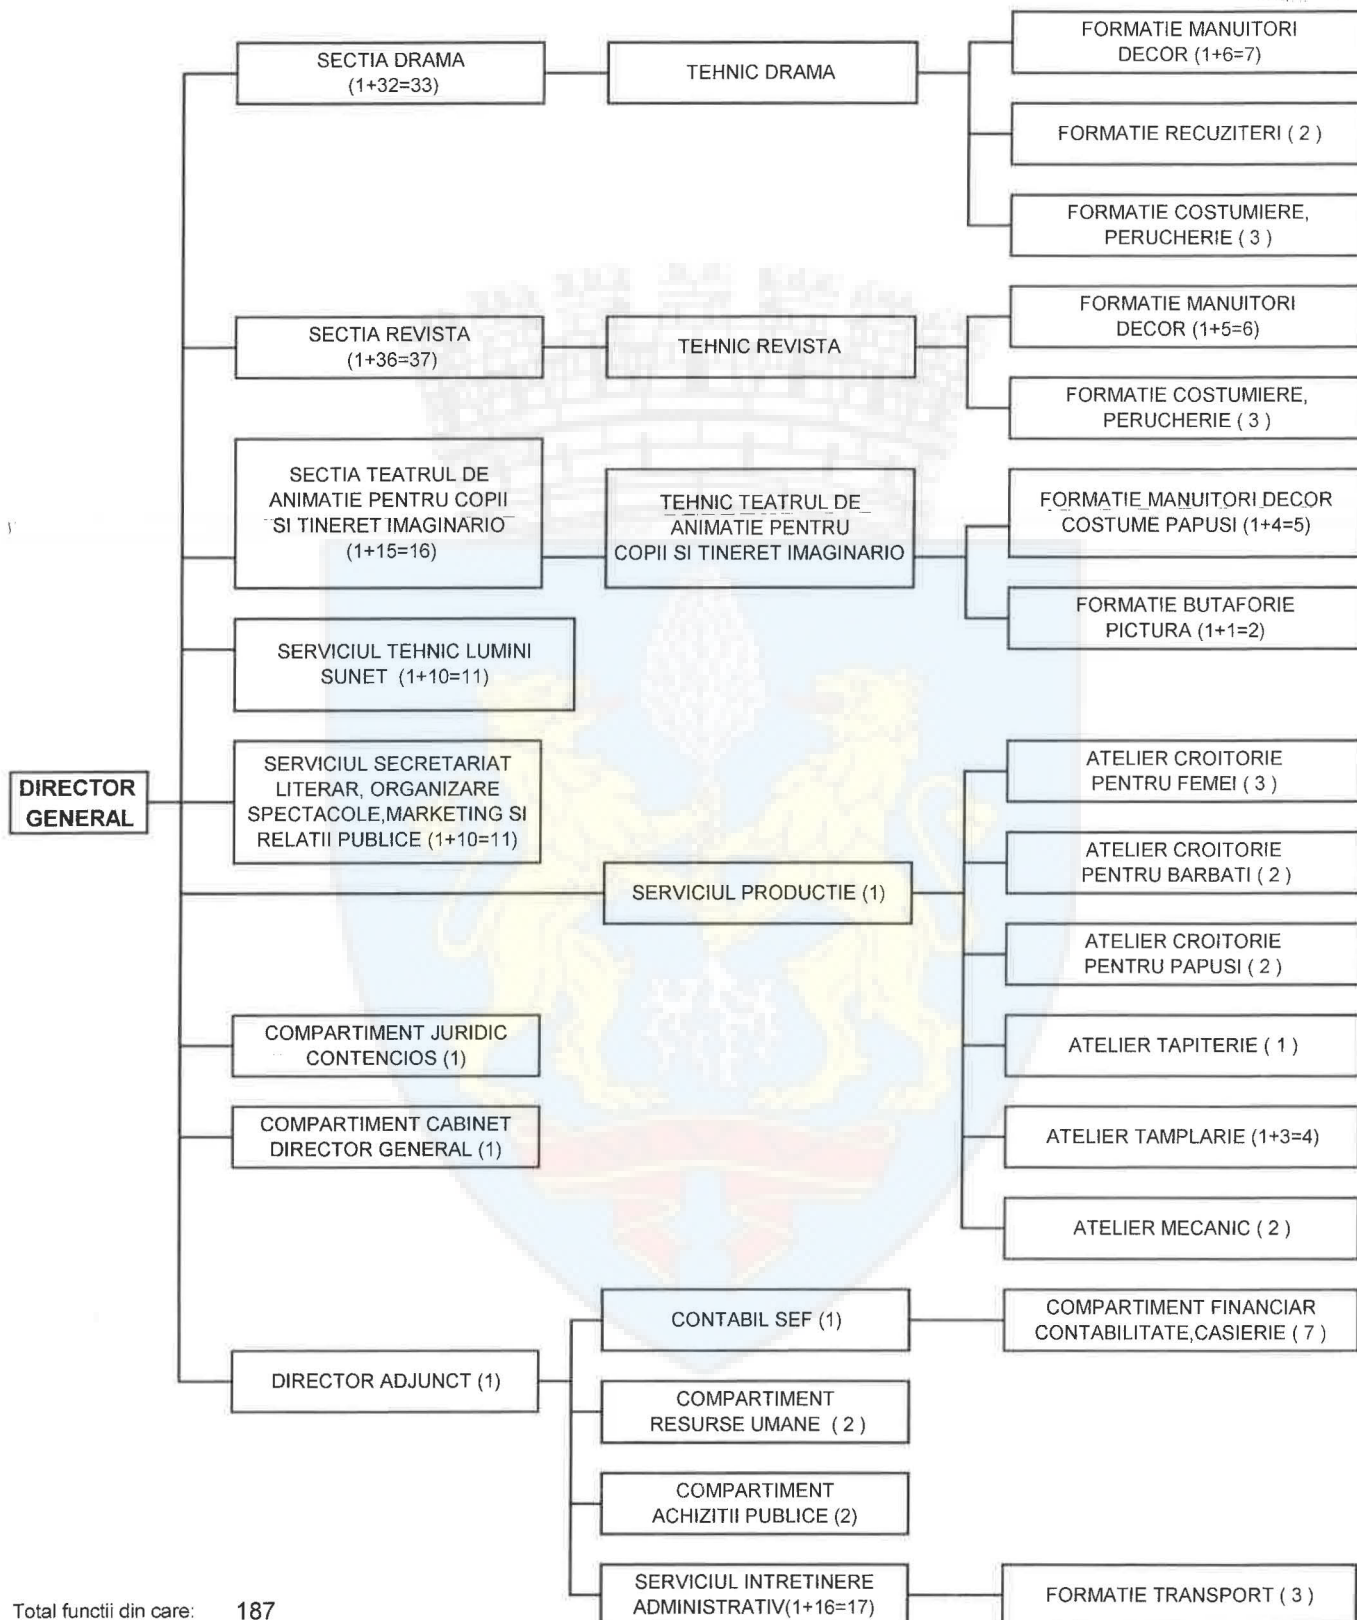 FORMATIE MANUITORI
DECOR (1+6=7)
SECTIA DRAMA
(1+32=33)
TEHNIC DRAMA
FORMATIE RECUZITERI ( 2 )
FORMATIE COSTUMIERE,
PERUCHERIE ( 3 )
SECTIA REVISTA
(1+36=37)
TEHNIC REVISTA
FORMATIE MANUITORI
DECOR (1+5=6)
FORMATIE COSTUMIERE,
PERUCHERIE ( 3 )
SECTIA TEATRUL DE
ANIMATIE PENTRU COPII
SI TINERET IMAGINARIO
(1+15=16)
TEHNIC TEATRUL DE
ANIMATIE PENTRU
COPII SI TINERET IMAGINARIO
FORMATIE MANUITORI DECOR
COSTUME PAPUSI (1+4=5)
FORMATIE BUTAFORIE
PICTURA (1+1=2)
SERVICIUL TEHNIC LUMINI
SUNET (1+10=11)
DIRECTOR
GENERAL
SERVICIUL SECRETARIAT
LITERAR, ORGANIZARE
SPECTACOLE,MARKETING SI
RELATII PUBLICE (1+10=11)
SERVICIUL PRODUCTIE (1)
ATELIER CROITORIE
PENTRU FEMEI ( 3 )
ATELIER CROITORIE
PENTRU BARBATI ( 2 )
ATELIER CROITORIE
PENTRU PAPUSI ( 2 )
ATELIER TAPITERIE ( 1 )
ATELIER TAMPLARIE (1+3=4)
ATELIER MECANIC ( 2 )
COMPARTIMENT JURIDIC
CONTENCIOS (1)
COMPARTIMENT CABINET
DIRECTOR GENERAL (1)
DIRECTOR ADJUNCT (1)
CONTABIL SEF (1)
COMPARTIMENT FINANCIAR
CONTABILITATE,CASIERIE ( 7 )
COMPARTIMENT
RESURSE UMANE ( 2 )
COMPARTIMENT
ACHIZITII PUBLICE (2)
SERVICIUL INTRETINERE
ADMINISTRATIV(1+16=17)
FORMATIE TRANSPORT ( 3 )
Total functii din care: 187